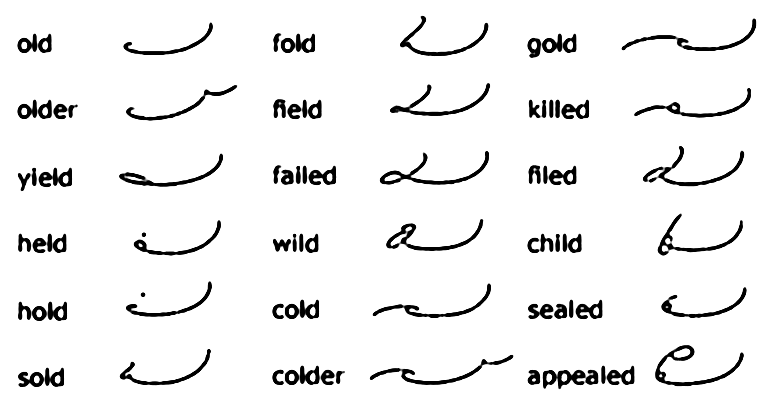 old fold gold
older field killed
yield failed filed
held wild child
hold cold sealed
sold colder appealed